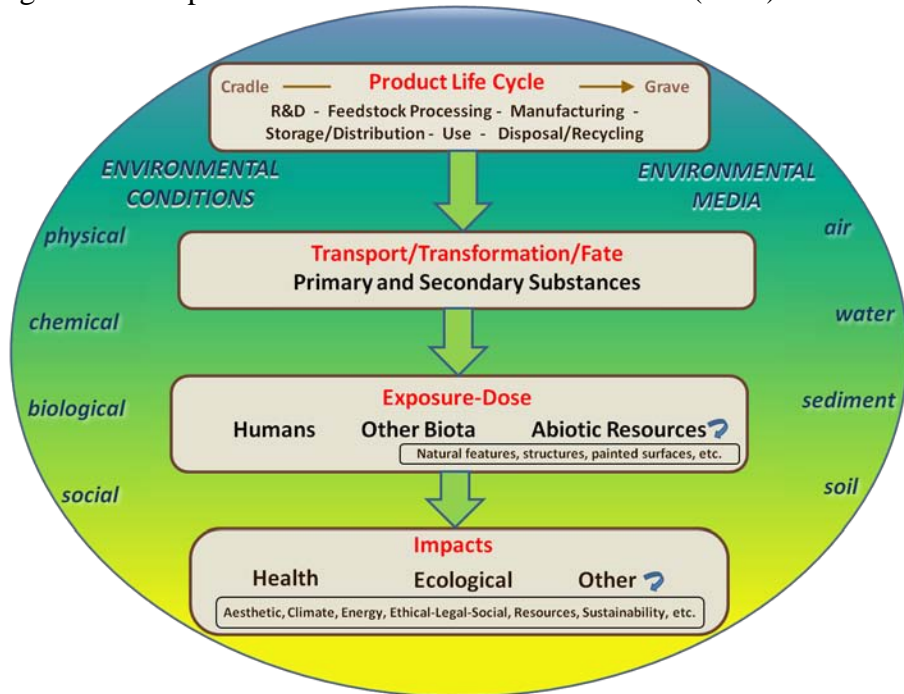 Product Life Cycle
Cradle Grave
R&D - Feedstock Processing - Manufacturing -
Storage/Distribution - Use - Disposal/Recycling
ENVIRONMENTAL
CONDITIONS
physical
chemical
biological
social
ENVIRONMENTAL
MEDIA
air
water
sediment
soil
Transport/Transformation/Fate
Primary and Secondary Substances
Exposure-Dose
Humans Other Biota Abiotic Resources
Natural features, structures, painted surfaces, etc.
Impacts
Health Ecological Other
Aesthetic, Climate, Energy, Ethical-Legal-Social, Resources, Sustainability, etc.